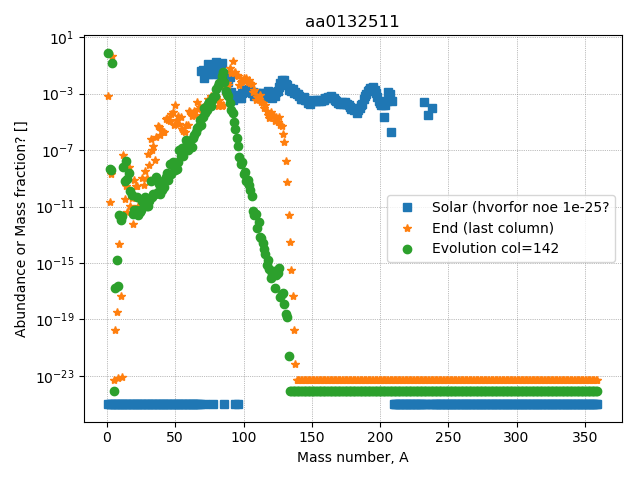 aa0132511
Abundance or Mass fraction? []
10^1
10^-3
10^-7
10^-11
10^-15
10^-19
10^-23
Solar (hvorfor noe 1e-25?
End (last column)
Evolution col=142
0 50 100 150 200 250 300 350
Mass number, A